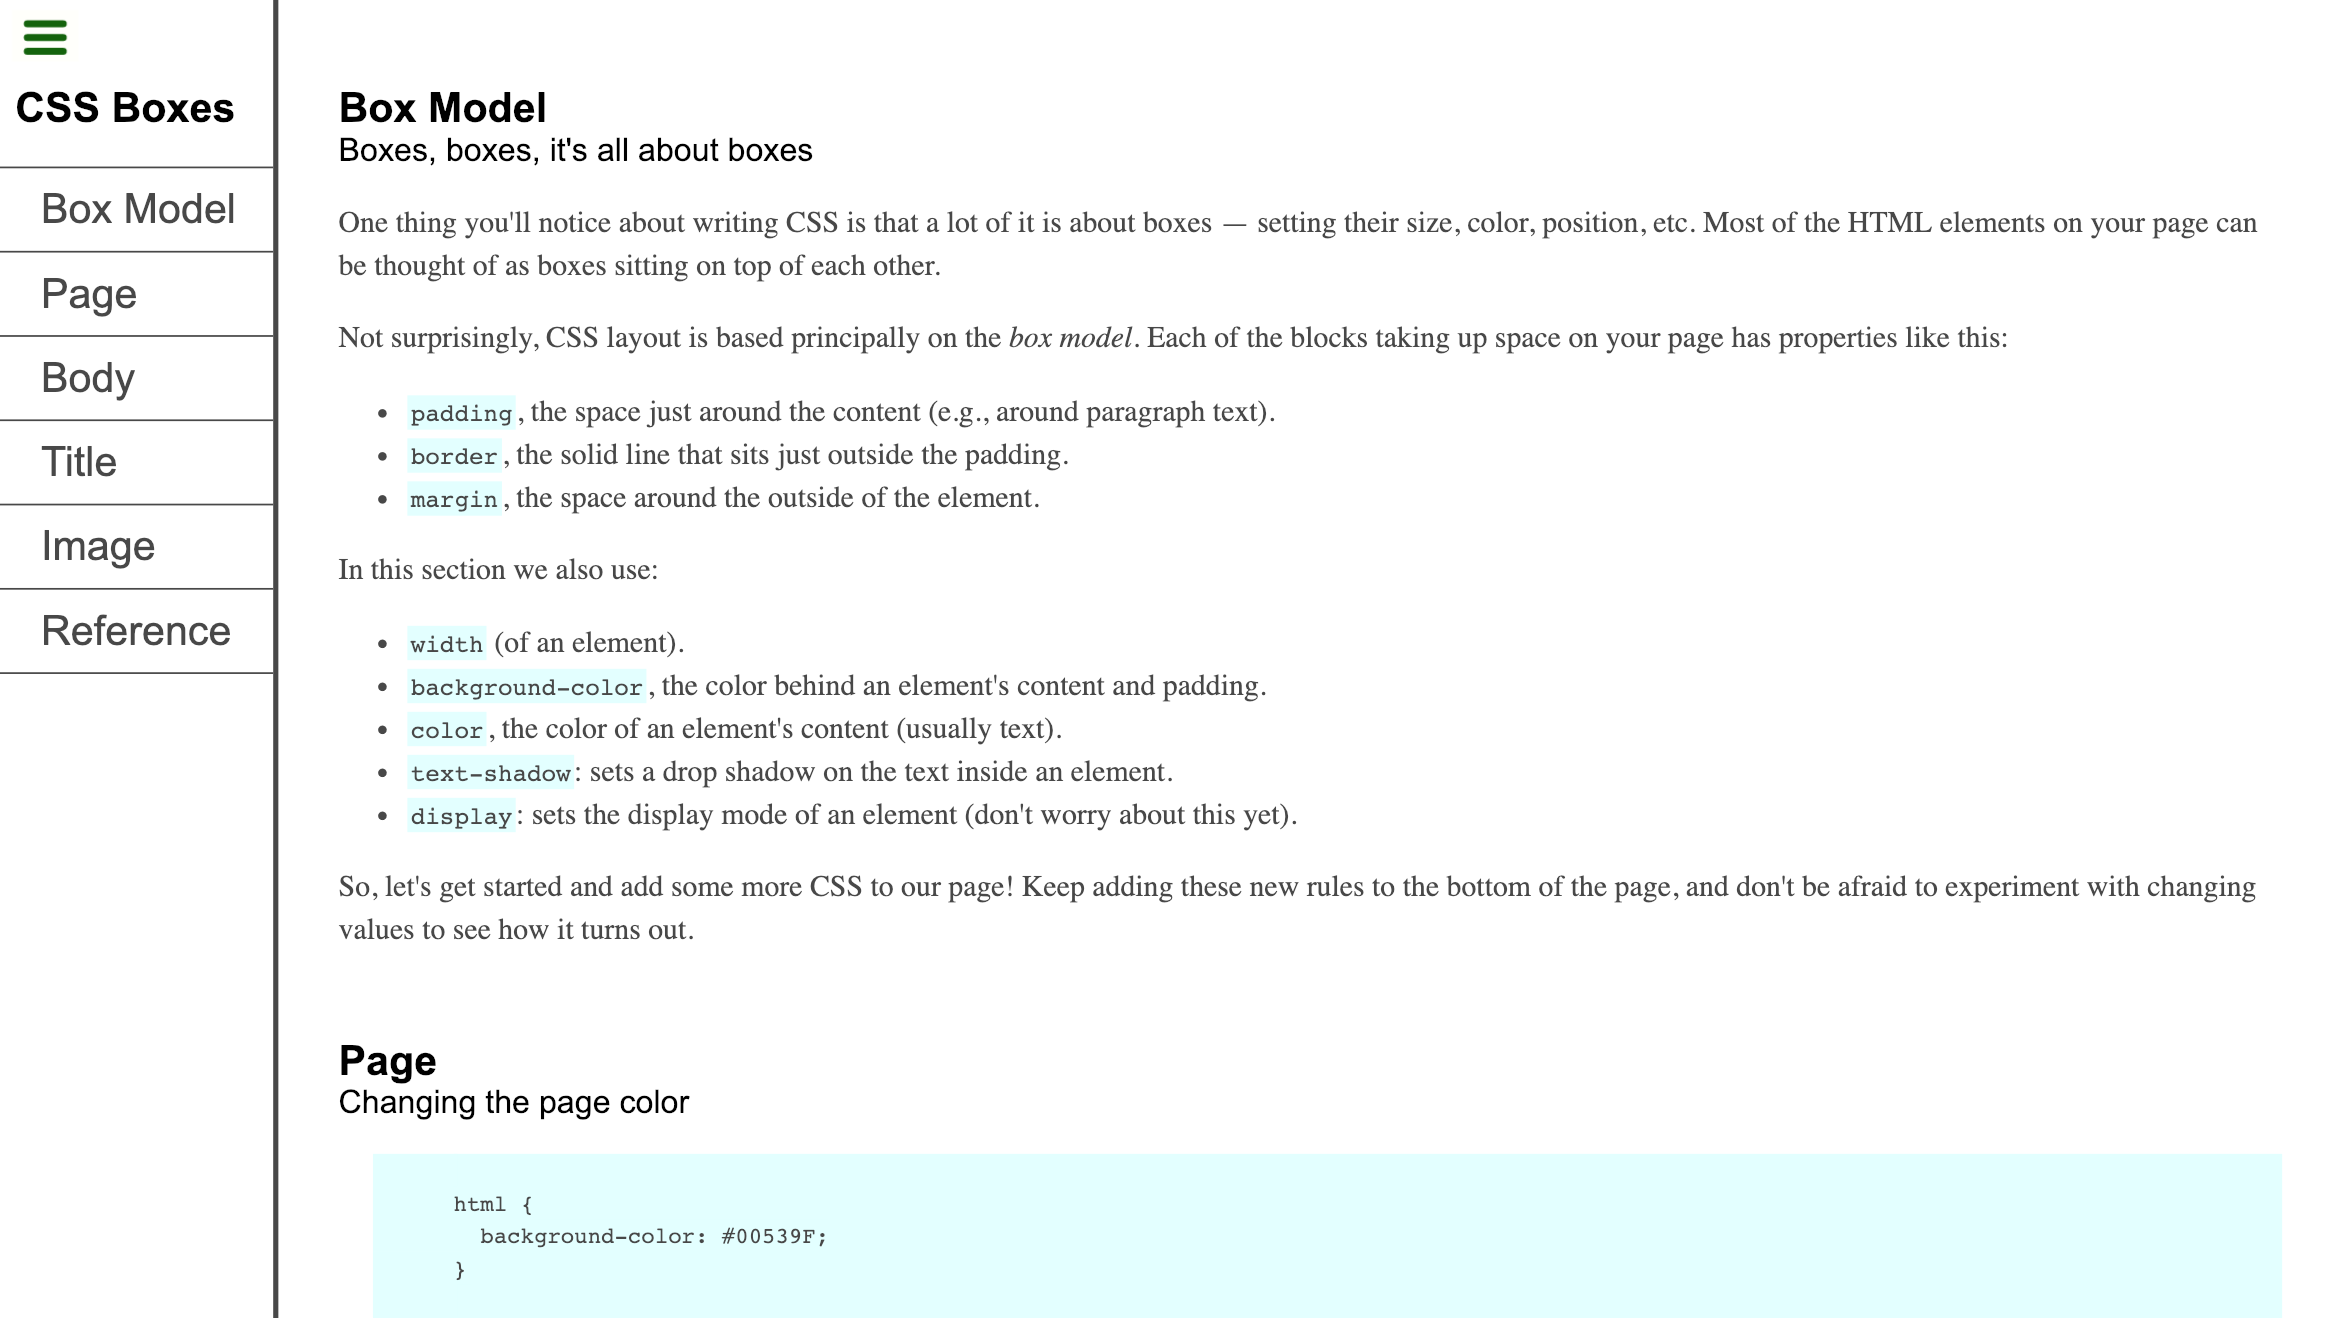 CSS Boxes
Box Model
Page
Body
Title
Image
Reference
Box Model
Boxes, boxes, it's all about boxes
One thing you'll notice about writing CSS is that a lot of it is about boxes — setting their size, color, position, etc. Most of the HTML elements on your page can
be thought of as boxes sitting on top of each other.
Not surprisingly, CSS layout is based principally on the box model. Each of the blocks taking up space on your page has properties like this:
• padding, the space just around the content (e.g., around paragraph text).
• border, the solid line that sits just outside the padding.
• margin, the space around the outside of the element.
In this section we also use:
• width (of an element).
• background-color, the color behind an element's content and padding.
• color, the color of an element's content (usually text).
• text-shadow: sets a drop shadow on the text inside an element.
• display: sets the display mode of an element (don't worry about this yet).
So, let's get started and add some more CSS to our page! Keep adding these new rules to the bottom of the page, and don't be afraid to experiment with changing
values to see how it turns out.
Page
Changing the page color
html {
  background-color: #00539F;
}